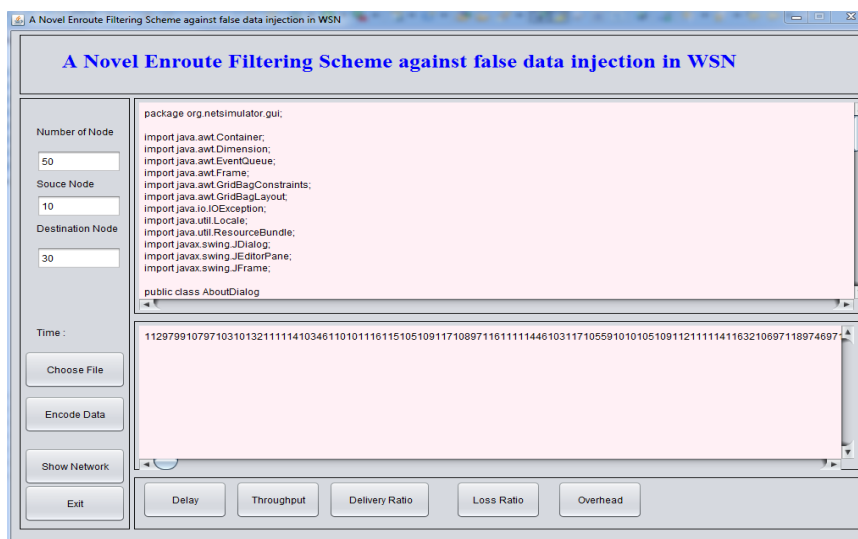 A Novel Enroute Filtering Scheme against false data injection in WSN
A Novel Enroute Filtering Scheme against false data injection in WSN
Number of Node
50
Souce Node
10
Destination Node
30
Time :
Choose File
Encode Data
Show Network
Exit
package org.netsimulator.gui;
import java.awt.Container;
import java.awt.Dimension;
import java.awt.EventQueue;
import java.awt.Frame;
import java.awt.GridBagConstraints;
import java.awt.GridBagLayout;
import java.io.IOException;
import java.util.Locale;
import java.util.ResourceBundle;
import javax.swing.JDialog;
import javax.swing.JEditorPane;
import javax.swing.JFrame;
public class AboutDialog
Delay
Throughput
Delivery Ratio
Loss Ratio
Overhead